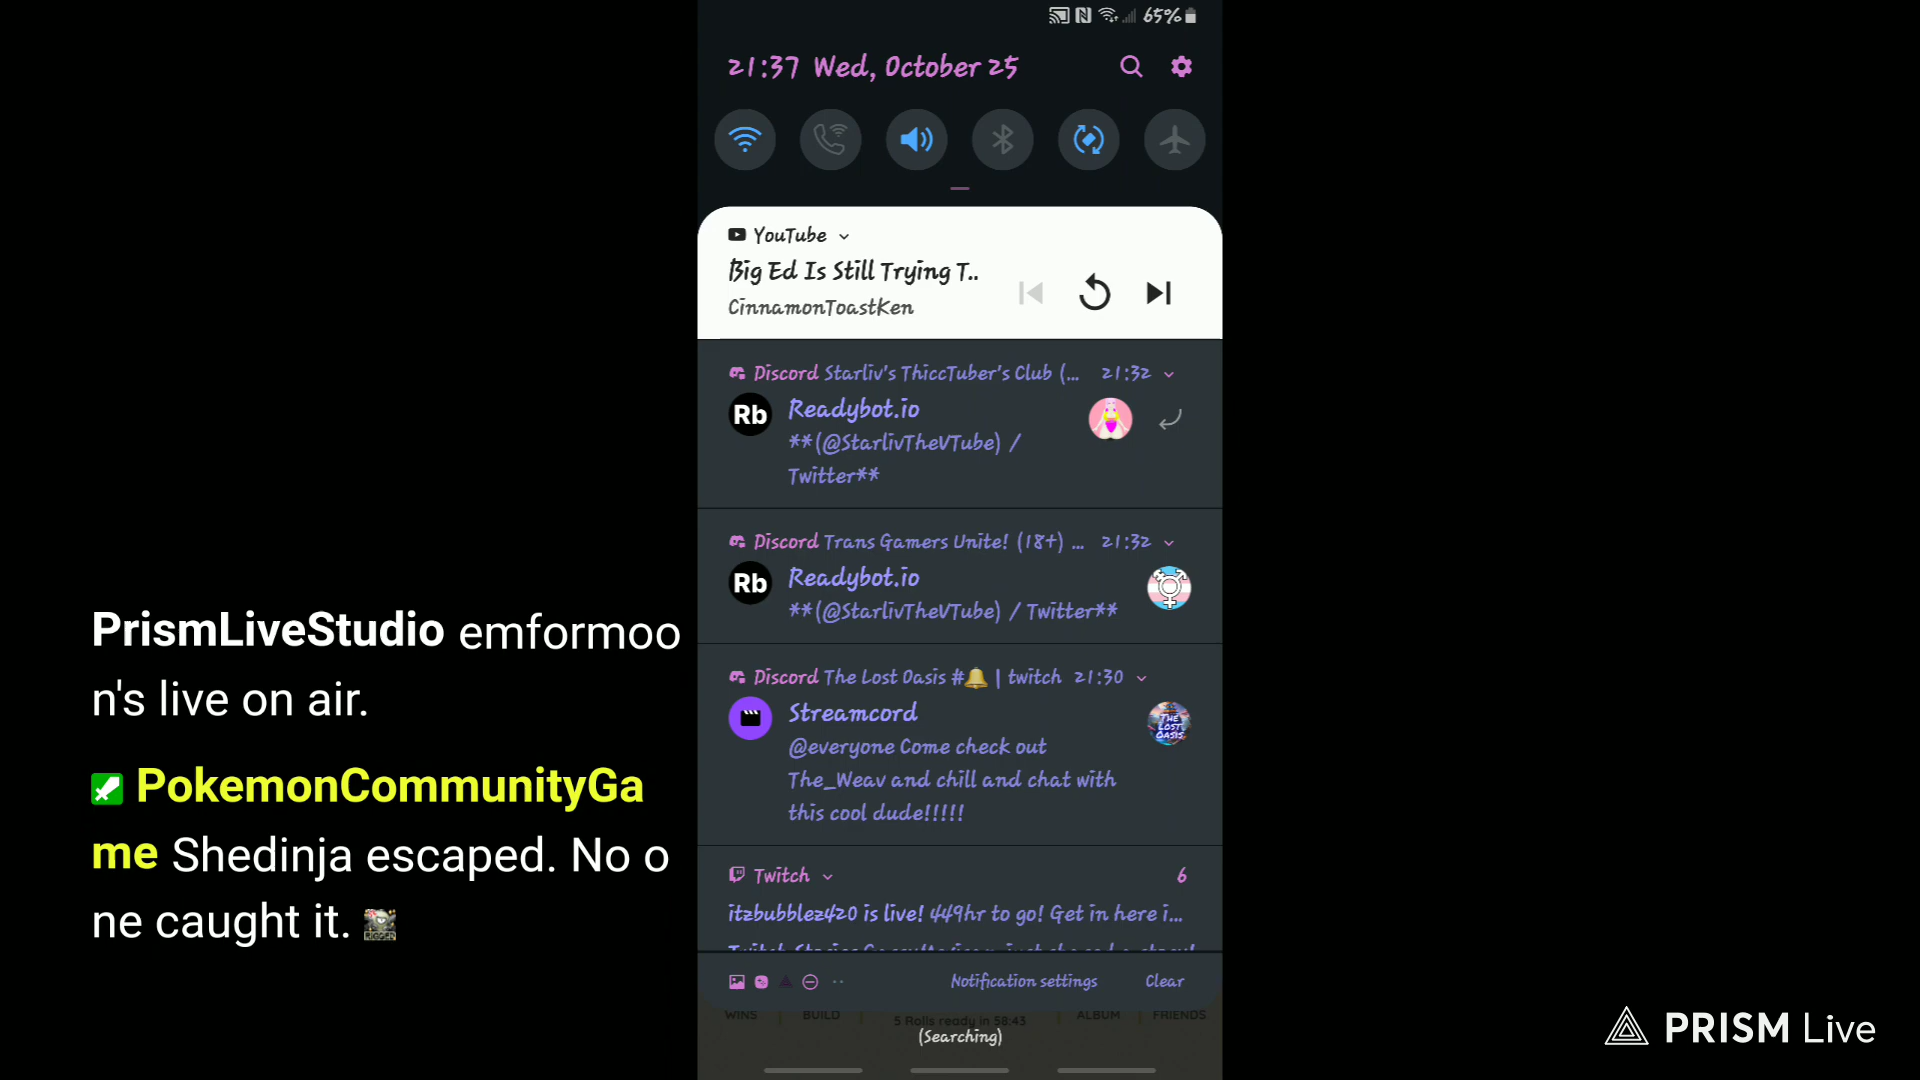 65%
21:37 Wed, October 25
YouTube
Big Ed Is Still Trying T..
CinnamonToastKen
Discord Starliv's ThiccTuber's Club (... 21:32
Rb Readybot.io
**(@StarlivTheVTube) /
Twitter**
Discord Trans Gamers Unite! (18+) ... 21:32
Rb Readybot.io
**(@StarlivTheVTube) / Twitter**
Discord The Lost Oasis #🔔 | twitch 21:30
Streamcord
THE LOST OASIS
@everyone Come check out
The_Weav and chill and chat with
this cool dude!!!!!
Twitch 6
itzbubblez420 is live! 449hr to go! Get in here i...
Notification settings Clear
WINS BUILD 5 Rolls ready in 58:43 ALBUM FRIENDS
(Searching)
PrismLiveStudio emformoo
n's live on air.
PokemonCommunityGa
me Shedinja escaped. No o
ne caught it.
PRISM Live